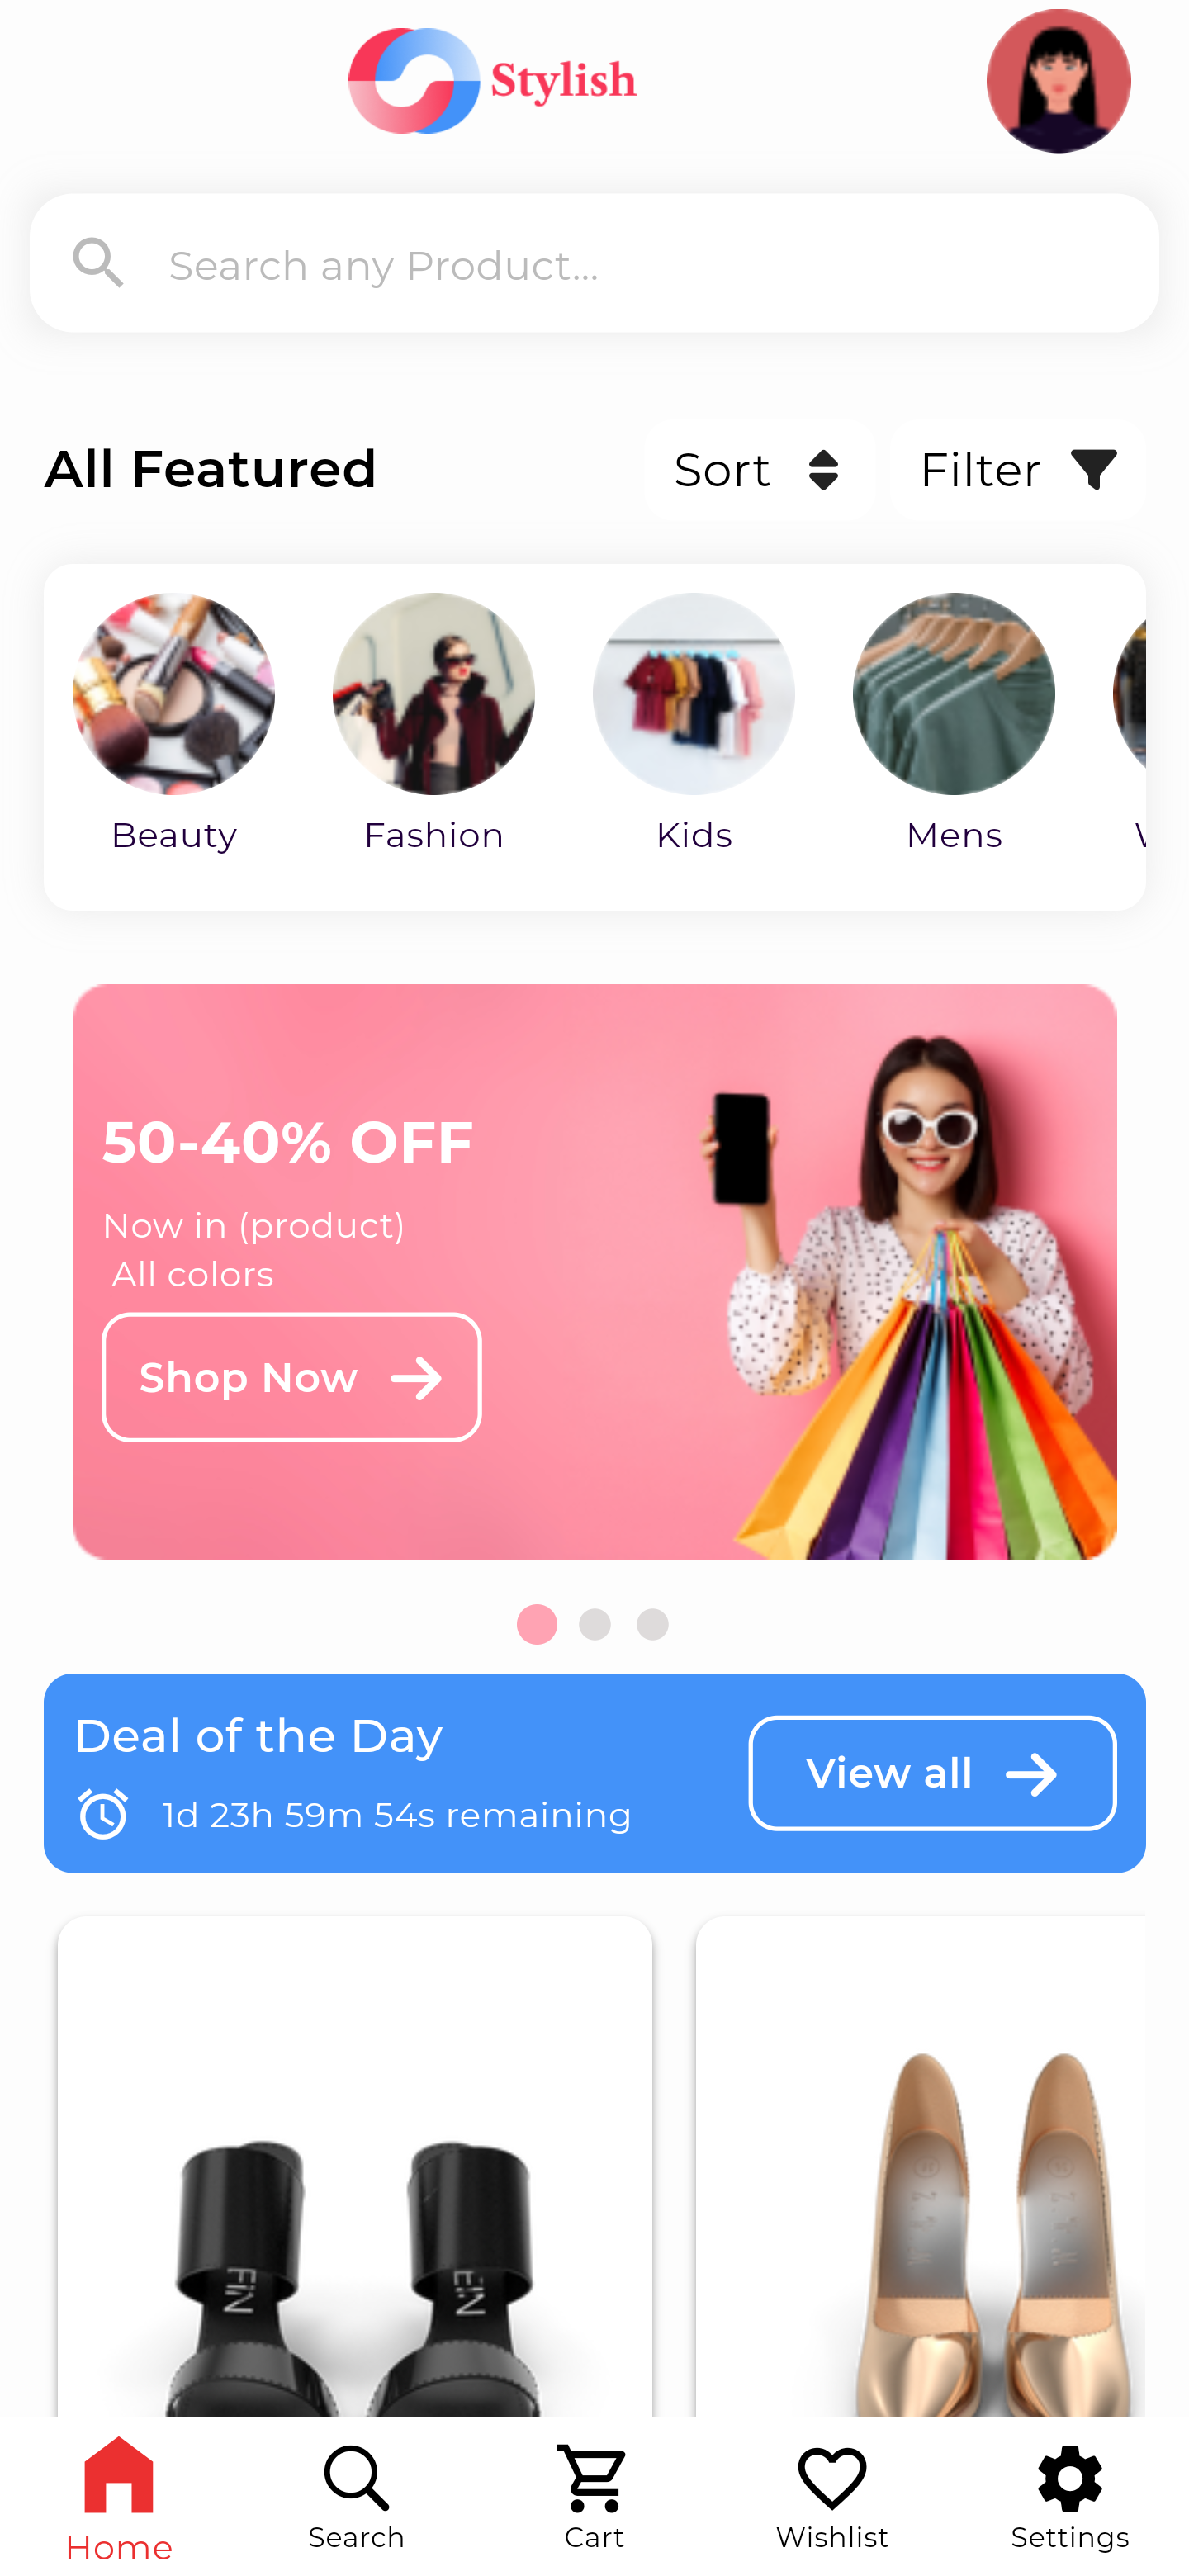 Stylish
Search any Product...
All Featured
Sort
Filter
Beauty
Fashion
Kids
Mens
50-40% OFF
Now in (product)
All colors
Shop Now
Deal of the Day
1d 23h 59m 54s remaining
View all
Home
Search
Cart
Wishlist
Settings